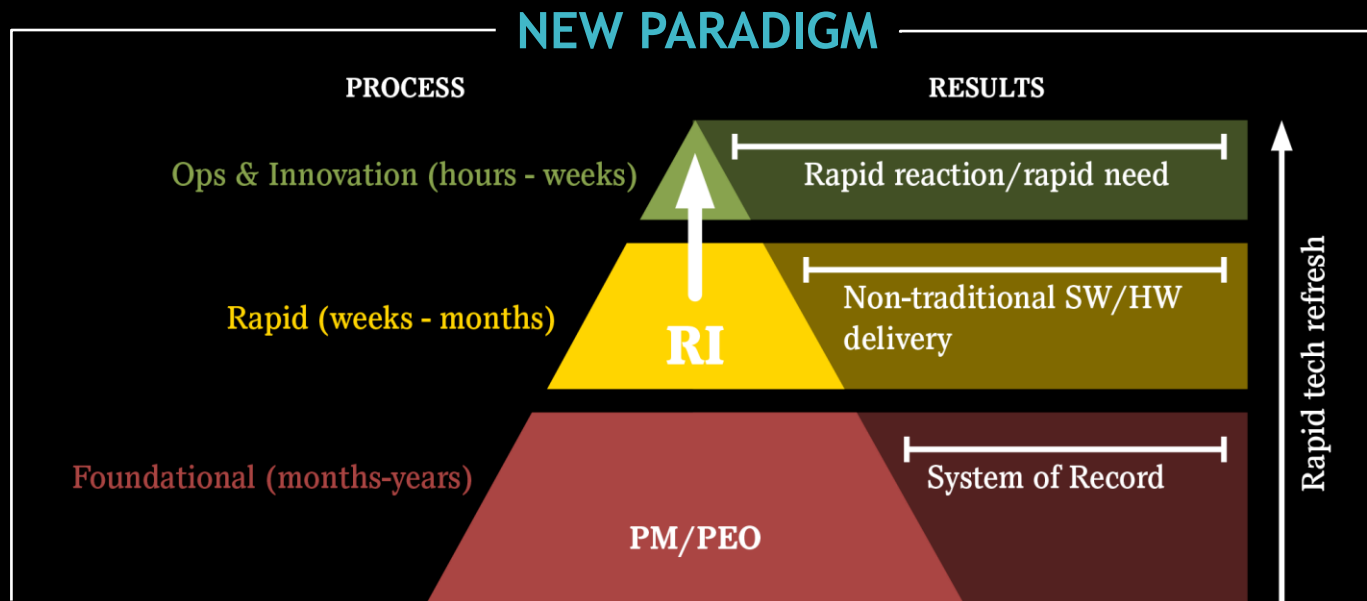 NEW PARADIGM
PROCESS
RESULTS
Ops & Innovation (hours - weeks)
Rapid reaction/rapid need
Rapid (weeks - months)
RI
Non-traditional SW/HW
delivery
Foundational (months-years)
System of Record
PM/PEO
Rapid tech refresh